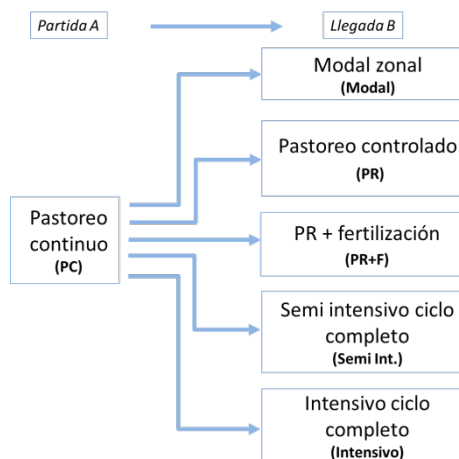 Partida A
Llegada B
Modal zonal
(Modal)
Pastoreo controlado
(PR)
Pastoreo
continuo
(PC)
PR + fertilización
(PR+F)
Semi intensivo ciclo
completo
(Semi Int.)
Intensivo ciclo
completo
(Intensivo)